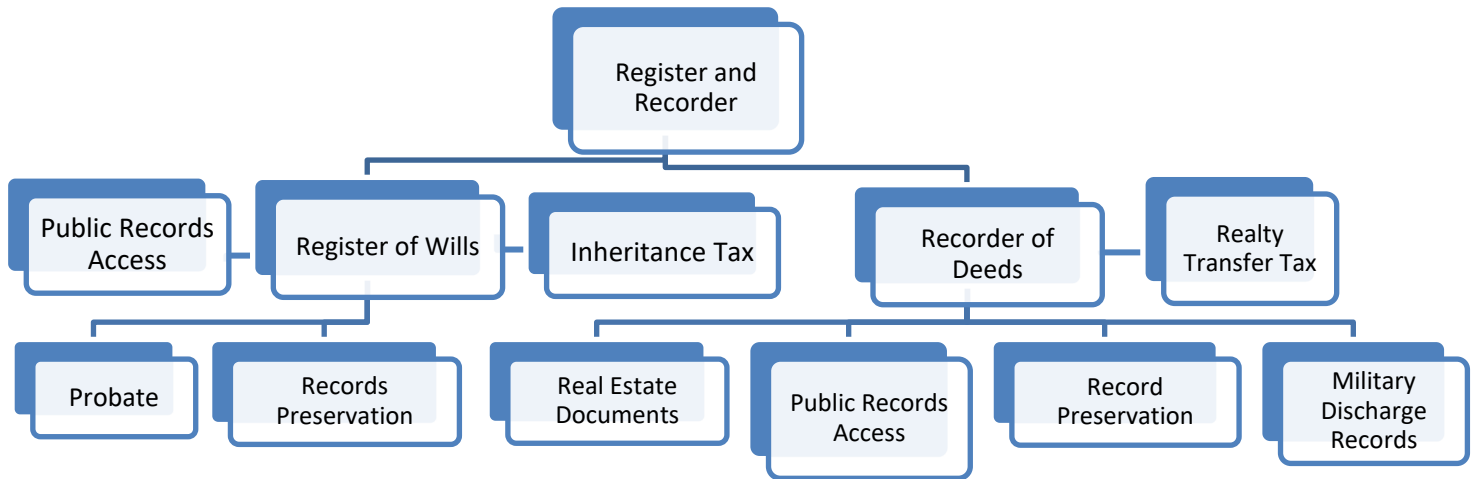 Register and
Recorder
Public Records
Access
Register of Wills
Inheritance Tax
Recorder of
Deeds
Realty
Transfer Tax
Probate
Records
Preservation
Real Estate
Documents
Public Records
Access
Record
Preservation
Military
Discharge
Records